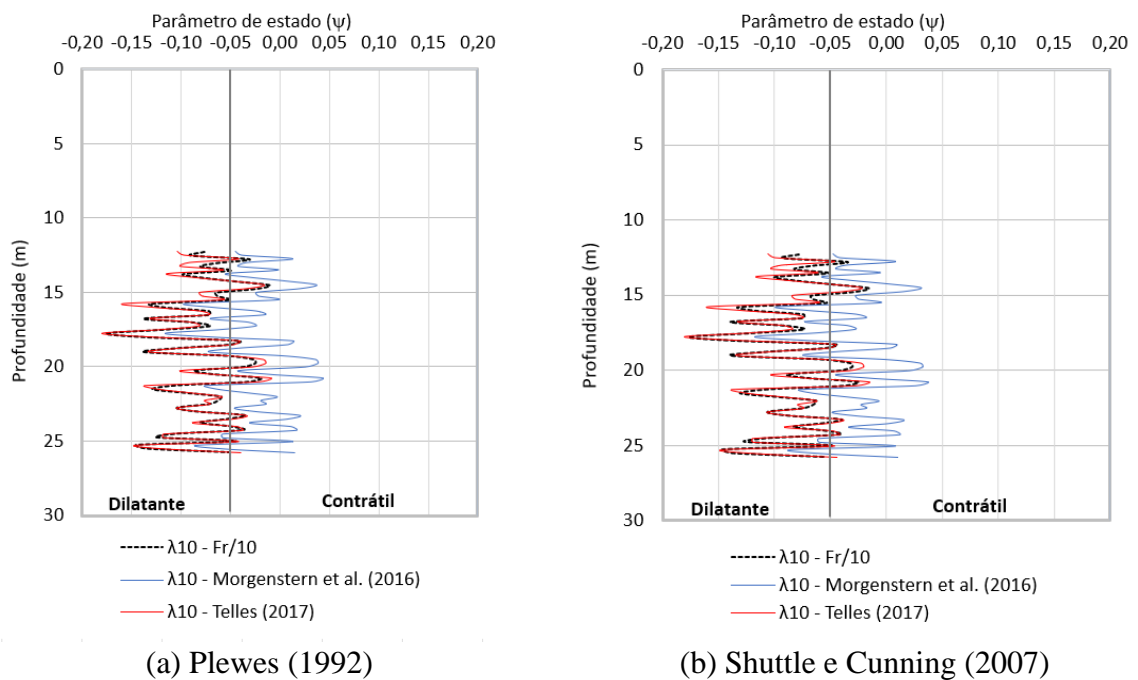 Parâmetro de estado (ψ)
-0,20 -0,15 -0,10 -0,05 0,00 0,05 0,10 0,15 0,20
0
5
10
15
20
25
30
Profundidade (m)
Dilatante Contrátil
λ10 - Fr/10
λ10 - Morgenstern et al. (2016)
λ10 - Telles (2017)
(a) Plewes (1992)
Parâmetro de estado (ψ)
-0,20 -0,15 -0,10 -0,05 0,00 0,05 0,10 0,15 0,20
0
5
10
15
20
25
30
Profundidade (m)
Dilatante Contrátil
λ10 - Fr/10
λ10 - Morgenstern et al. (2016)
λ10 - Telles (2017)
(b) Shuttle e Cunning (2007)